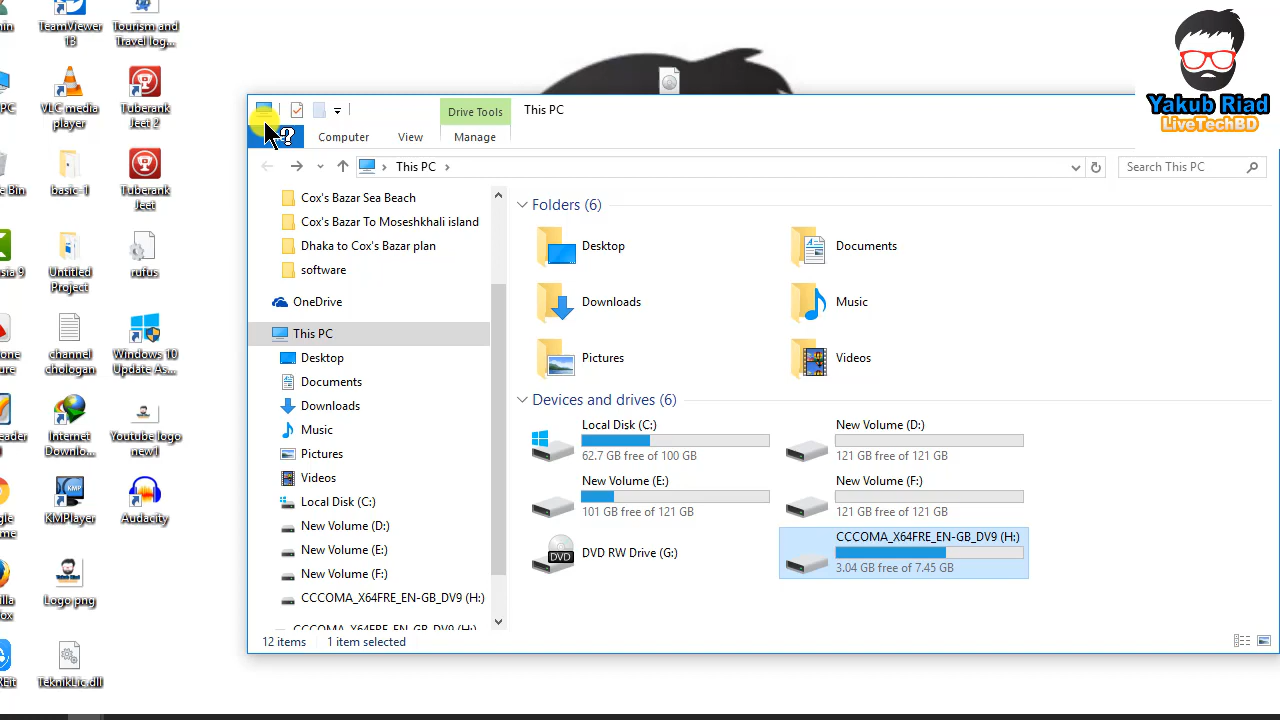 TeamViewer
13
Tourism and
Travel log...
VLC media
player
Tuberank
Jeet 2
basic-1
Tuberank
Jeet
Untitled
Project
rufus
channel
chologan
Windows 10
Update As...
Internet
Downlo...
Youtube logo
new1
KMPlayer
Audacity
Logo png
TeknikLic.dll
PC
e Bin
sia 9
Yakub Riad
LiveTechBD
Drive Tools
This PC
Computer
View
Manage
This PC
Search This PC
Cox's Bazar Sea Beach
Cox's Bazar To Moseshkhali island
Dhaka to Cox's Bazar plan
software
OneDrive
This PC
Desktop
Documents
Downloads
Music
Pictures
Videos
Local Disk (C:)
New Volume (D:)
New Volume (E:)
New Volume (F:)
CCCOMA_X64FRE_EN-GB_DV9 (H:)
CCCOMA_X64FRE_EN-GB_DV9 (H:)
Folders (6)
Desktop
Documents
Downloads
Music
Pictures
Videos
Devices and drives (6)
Local Disk (C:)
62.7 GB free of 100 GB
New Volume (D:)
121 GB free of 121 GB
New Volume (E:)
101 GB free of 121 GB
New Volume (F:)
121 GB free of 121 GB
DVD
DVD RW Drive (G:)
CCCOMA_X64FRE_EN-GB_DV9 (H:)
3.04 GB free of 7.45 GB
12 items
1 item selected